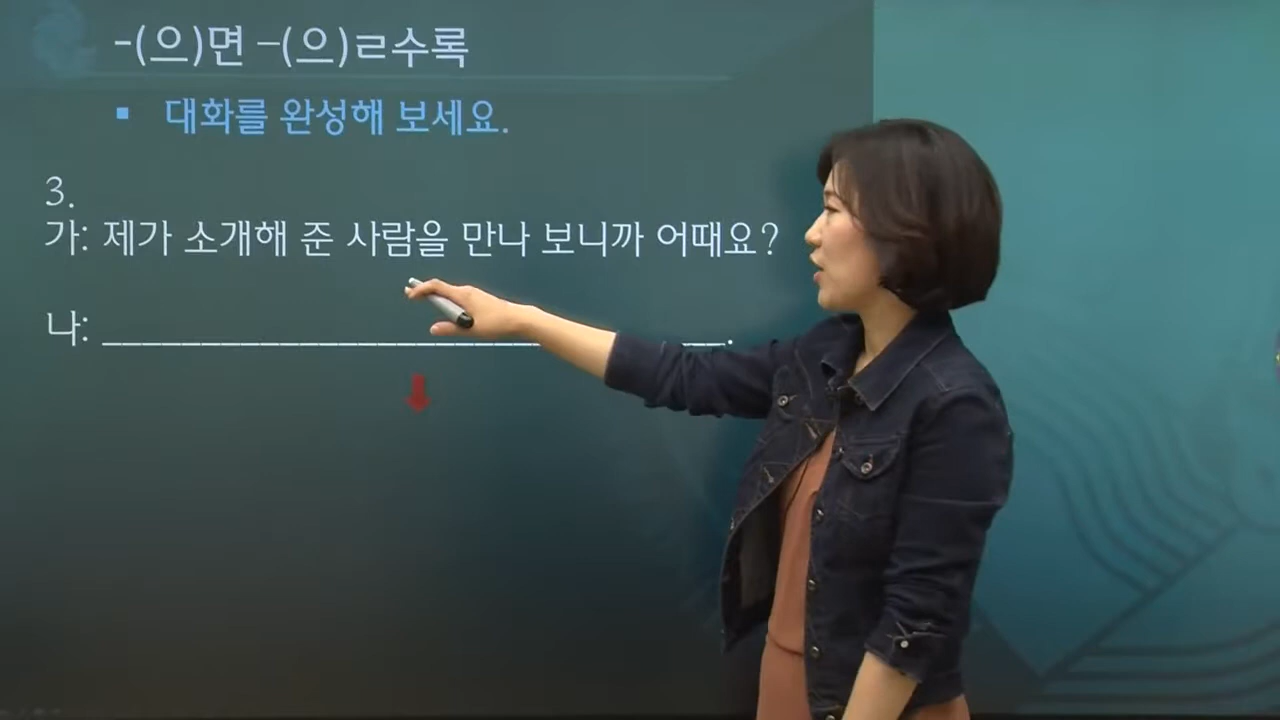 -(으)면 –(으)ㄹ수록
▪ 대화를 완성해 보세요.
3.
가: 제가 소개해 준 사람을 만나 보니까 어때요?
나: ______________________________.